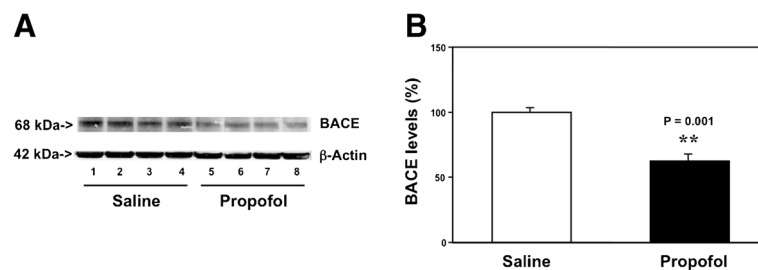 A
68 kDa-> BACE
42 kDa-> β-Actin
1 2 3 4 5 6 7 8
Saline Propofol
B
BACE levels (%)
150
100
50
0
P = 0.001
**
Saline Propofol